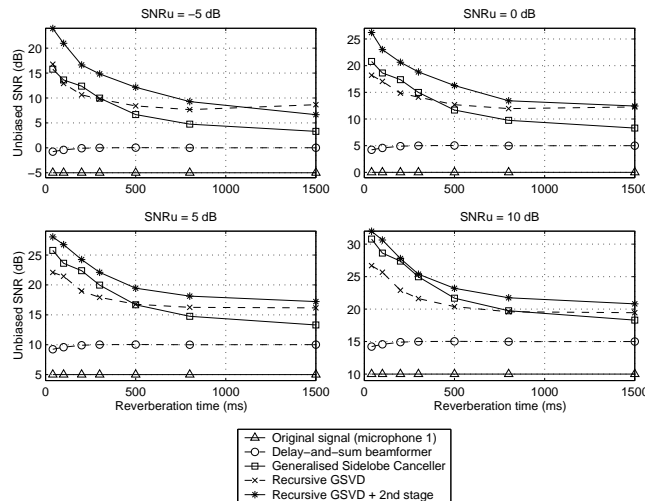 SNRu = −5 dB
SNRu = 0 dB
Unbiased SNR (dB)
20
15
10
5
0
−5
0 500 1000 1500
25
20
15
10
5
0
0 500 1000 1500
SNRu = 5 dB
SNRu = 10 dB
Unbiased SNR (dB)
25
20
15
10
5
0 500 1000 1500
Reverberation time (ms)
30
25
20
15
10
0 500 1000 1500
Reverberation time (ms)
Original signal (microphone 1)
Delay−and−sum beamformer
Generalised Sidelobe Canceller
Recursive GSVD
Recursive GSVD + 2nd stage